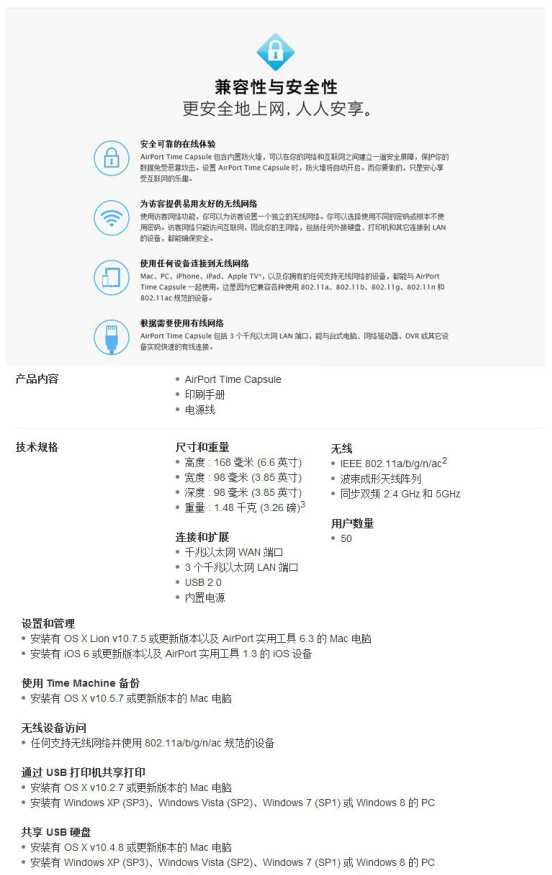 兼容性与安全性
更安全地上网，人人安享。
安全可靠的在线体验
AirPort Time Capsule 包含内置防火墙，可以在你的网络和互联网之间建立一道安全屏障，保护你的
数据免受恶意攻击。设置 AirPort Time Capsule 时，防火墙将自动开启。而你要做的，只是安心享
受互联网的乐趣。
为访客提供易用友好的无线网络
使用访客网络功能，你可以为访客设置一个独立的无线网络。你可以选择使用不同的密码或根本不使
用密码。访客网络只能访问互联网，因此你的主网络，包括任何外接硬盘、打印机和其它连接到 LAN
的设备，都能确保安全。
使用任何设备连接到无线网络
Mac、PC、iPhone、iPad、Apple TV*，以及你拥有的任何支持无线网络的设备，都能与 AirPort
Time Capsule 一起使用。这是因为它兼容各种使用 802.11a、802.11b、802.11g、802.11n 和
802.11ac 规范的设备。
根据需要使用有线网络
AirPort Time Capsule 包括 3 个千兆以太网 LAN 端口，能与台式电脑、网络驱动器、DVR 或其它设
备实现快速的有线连接。
产品内容
• AirPort Time Capsule
• 印刷手册
• 电源线
技术规格
尺寸和重量
• 高度：168 毫米 (6.6 英寸)
• 宽度：98 毫米 (3.85 英寸)
• 深度：98 毫米 (3.85 英寸)
• 重量：1.48 千克 (3.26 磅)3
连接和扩展
• 千兆以太网 WAN 端口
• 3 个千兆以太网 LAN 端口
• USB 2.0
• 内置电源
无线
• IEEE 802.11a/b/g/n/ac2
• 波束成形天线阵列
• 同步双频 2.4 GHz 和 5GHz
用户数量
• 50
设置和管理
• 安装有 OS X Lion v10.7.5 或更新版本以及 AirPort 实用工具 6.3 的 Mac 电脑
• 安装有 iOS 6 或更新版本以及 AirPort 实用工具 1.3 的 iOS 设备
使用 Time Machine 备份
• 安装有 OS X v10.5.7 或更新版本的 Mac 电脑
无线设备访问
• 任何支持无线网络并使用 802.11a/b/g/n/ac 规范的设备
通过 USB 打印机共享打印
• 安装有 OS X v10.2.7 或更新版本的 Mac 电脑
• 安装有 Windows XP (SP3)、Windows Vista (SP2)、Windows 7 (SP1) 或 Windows 8 的 PC
共享 USB 硬盘
• 安装有 OS X v10.4.8 或更新版本的 Mac 电脑
• 安装有 Windows XP (SP3)、Windows Vista (SP2)、Windows 7 (SP1) 或 Windows 8 的 PC